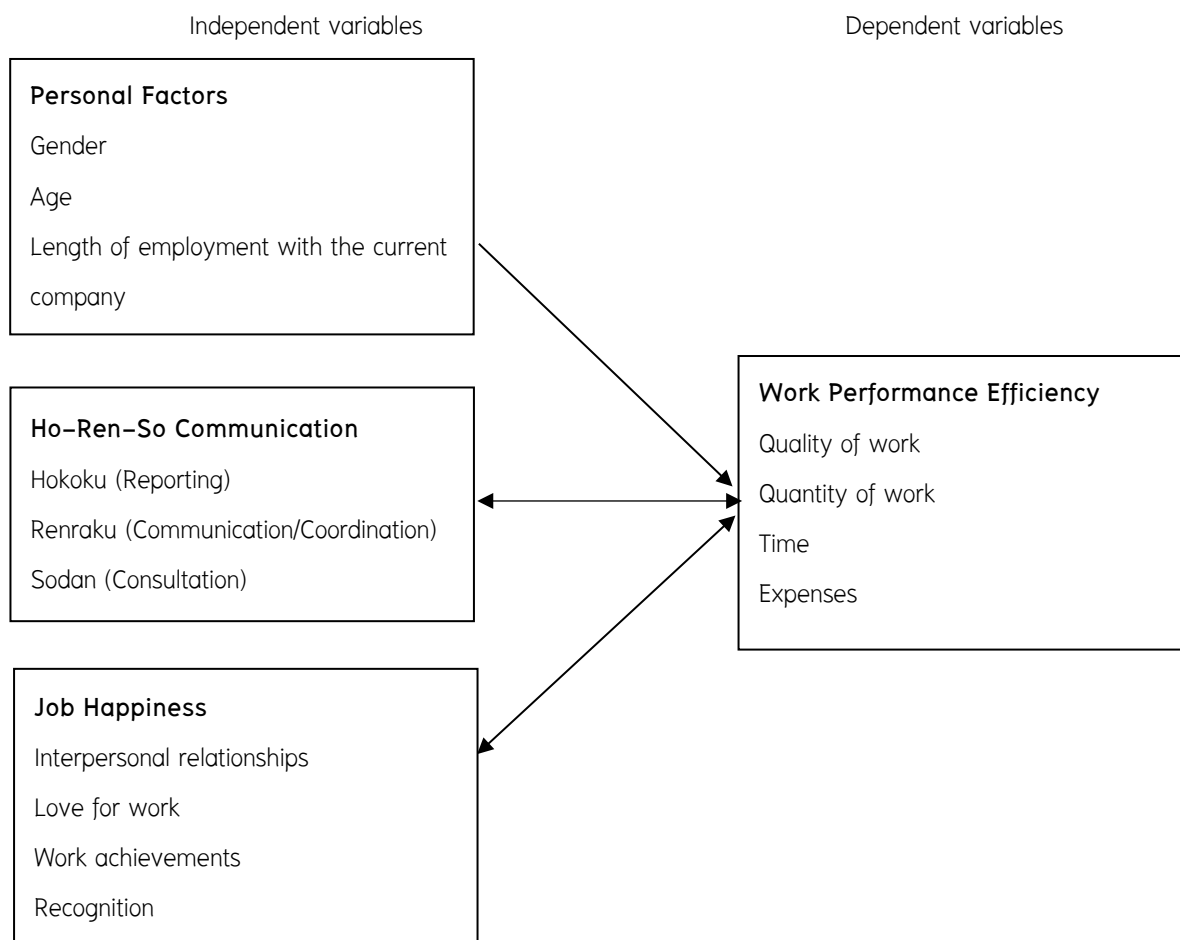 Independent variables
Dependent variables
Personal Factors
Gender
Age
Length of employment with the current
company
Ho–Ren–So Communication
Hokoku (Reporting)
Renraku (Communication/Coordination)
Sodan (Consultation)
Job Happiness
Interpersonal relationships
Love for work
Work achievements
Recognition
Work Performance Efficiency
Quality of work
Quantity of work
Time
Expenses